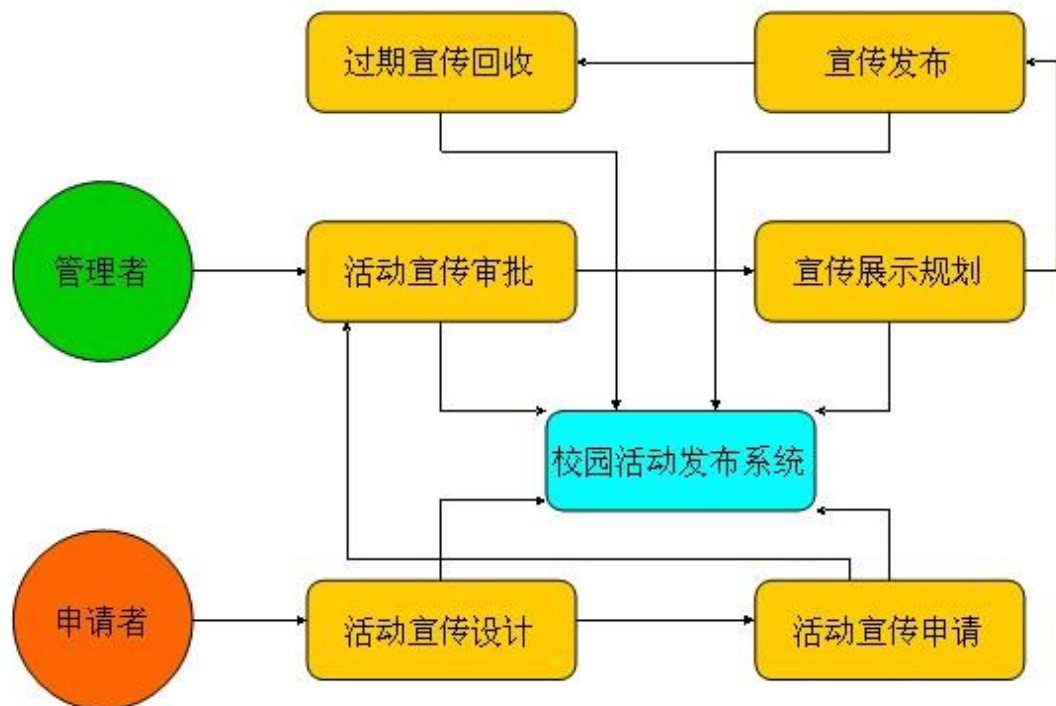 过期宣传回收
宣传发布
管理者
活动宣传审批
宣传展示规划
校园活动发布系统
申请者
活动宣传设计
活动宣传申请